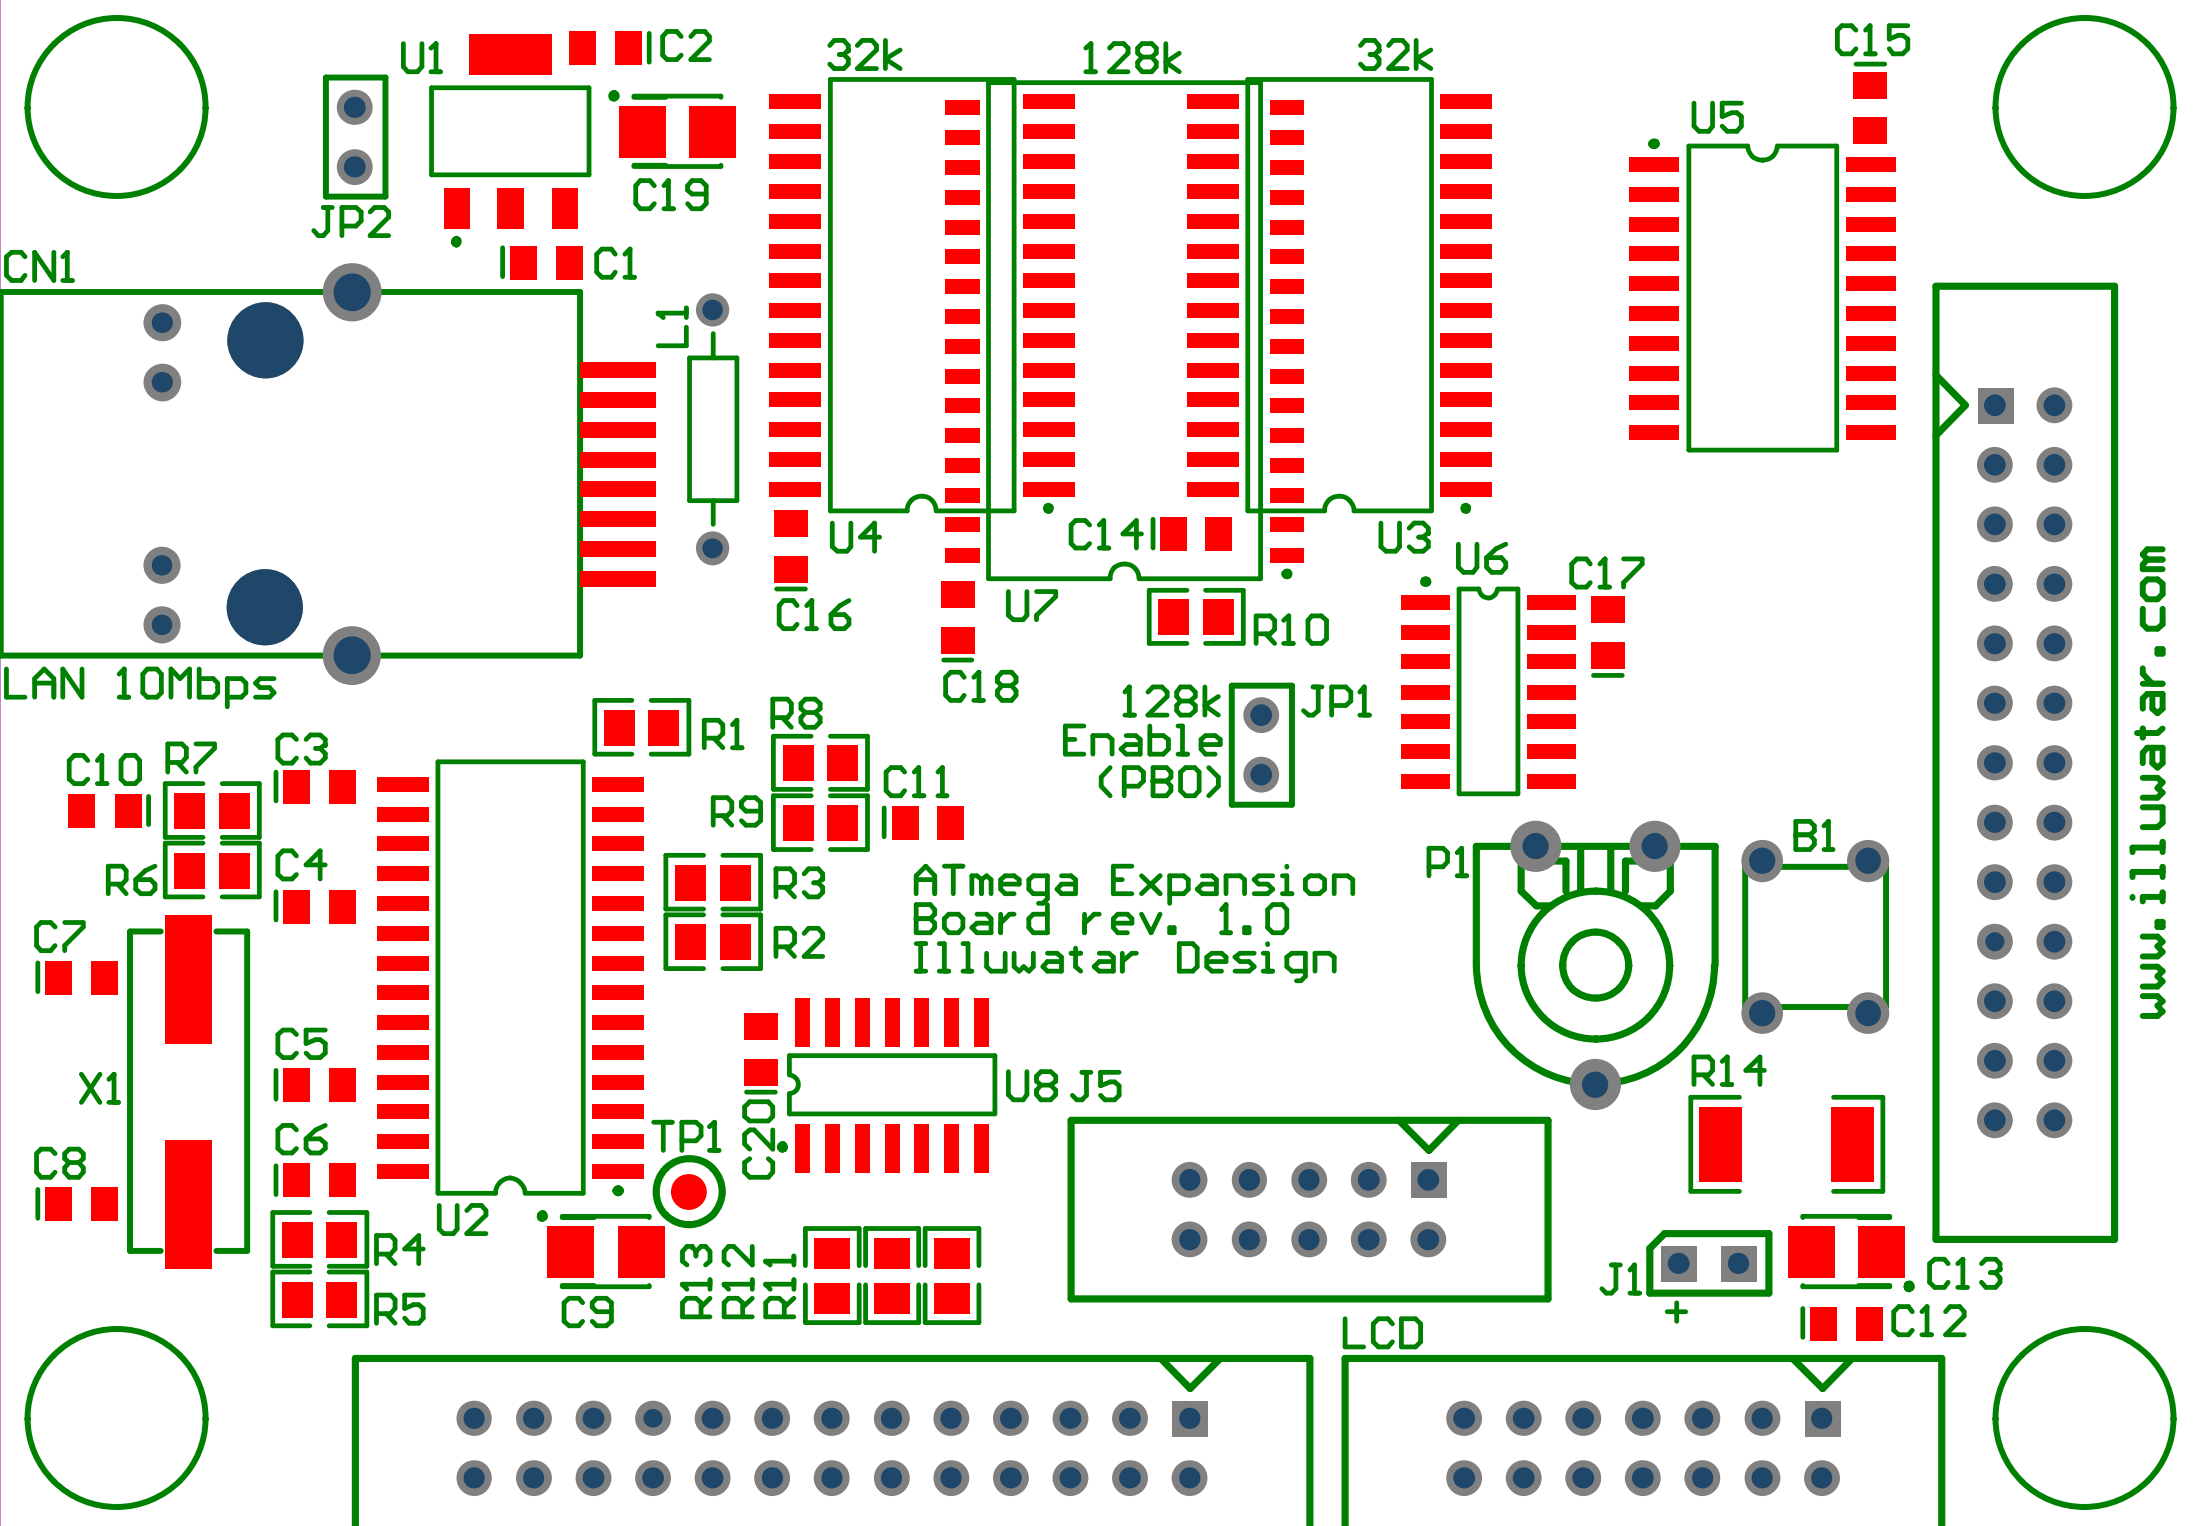 U1
C2
32k
128k
32k
C15
U5
C19
JP2
CN1
C1
L1
U4
C14
U3
U6
C17
C16
U7
R10
LAN 10Mbps
C18
128k
Enable
(PB0)
JP1
R1
R8
C10
R7
C3
C11
R9
B1
P1
C4
R6
R3
ATmega Expansion
Board rev. 1.0
Illuwatar Design
R2
C7
www.illuwatar.com
C5
X1
U8
J5
R14
C20
TP1
C6
C8
U2
R4
R5
C9
R13
R12
R11
J1
+
C13
C12
LCD